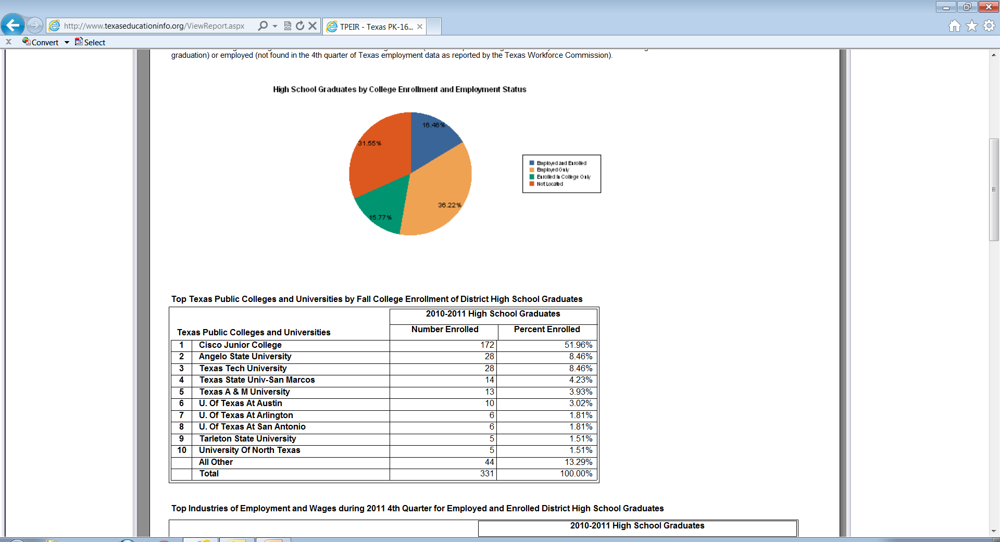 http://www.texaseducationinfo.org/ViewReport.aspx
TPEIR - Texas PK-16...
x Convert Select
graduation) or employed (not found in the 4th quarter of Texas employment data as reported by the Texas Workforce Commission).
High School Graduates by College Enrollment and Employment Status
16.46%
31.55%
36.22%
15.77%
Employed and Enrolled
Employed Only
Enrolled In College Only
Not Located
Top Texas Public Colleges and Universities by Fall College Enrollment of District High School Graduates
2010-2011 High School Graduates
Texas Public Colleges and Universities Number Enrolled Percent Enrolled
1 Cisco Junior College 172 51.96%
2 Angelo State University 28 8.46%
3 Texas Tech University 28 8.46%
4 Texas State Univ-San Marcos 14 4.23%
5 Texas A & M University 13 3.93%
6 U. Of Texas At Austin 10 3.02%
7 U. Of Texas At Arlington 6 1.81%
8 U. Of Texas At San Antonio 6 1.81%
9 Tarleton State University 5 1.51%
10 University Of North Texas 5 1.51%
All Other 44 13.29%
Total 331 100.00%
Top Industries of Employment and Wages during 2011 4th Quarter for Employed and Enrolled District High School Graduates
2010-2011 High School Graduates